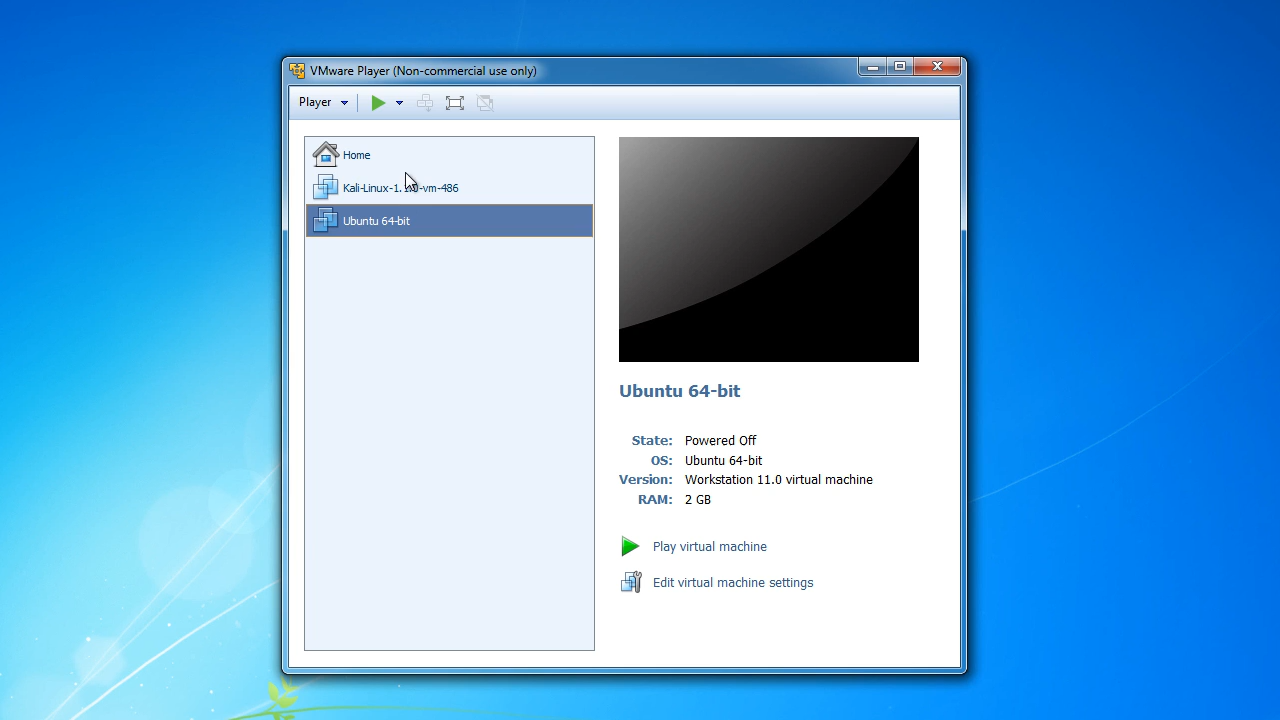 VMware Player (Non-commercial use only)
Player
Home
Kali-Linux-1. -vm-486
Ubuntu 64-bit
Ubuntu 64-bit
State: Powered Off
OS: Ubuntu 64-bit
Version: Workstation 11.0 virtual machine
RAM: 2 GB
Play virtual machine
Edit virtual machine settings